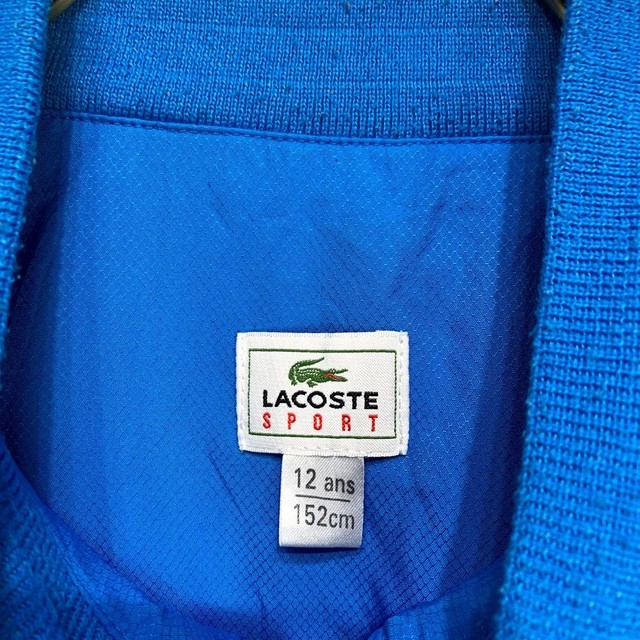 LACOSTE
SPORT
12 ans
152cm